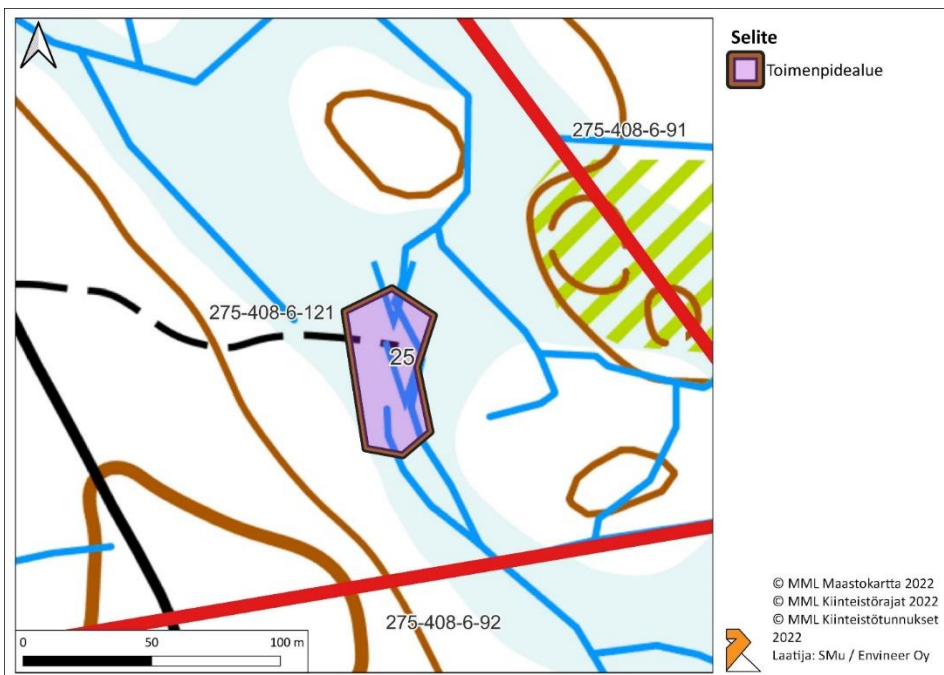 Selite
Toimenpidealue
275-408-6-91
275-408-6-121
25
275-408-6-92
0 50 100 m
© MML Maastokartta 2022
© MML Kiinteistörajat 2022
© MML Kiinteistötunnukset
2022
Laatija: SMu / Envineer Oy